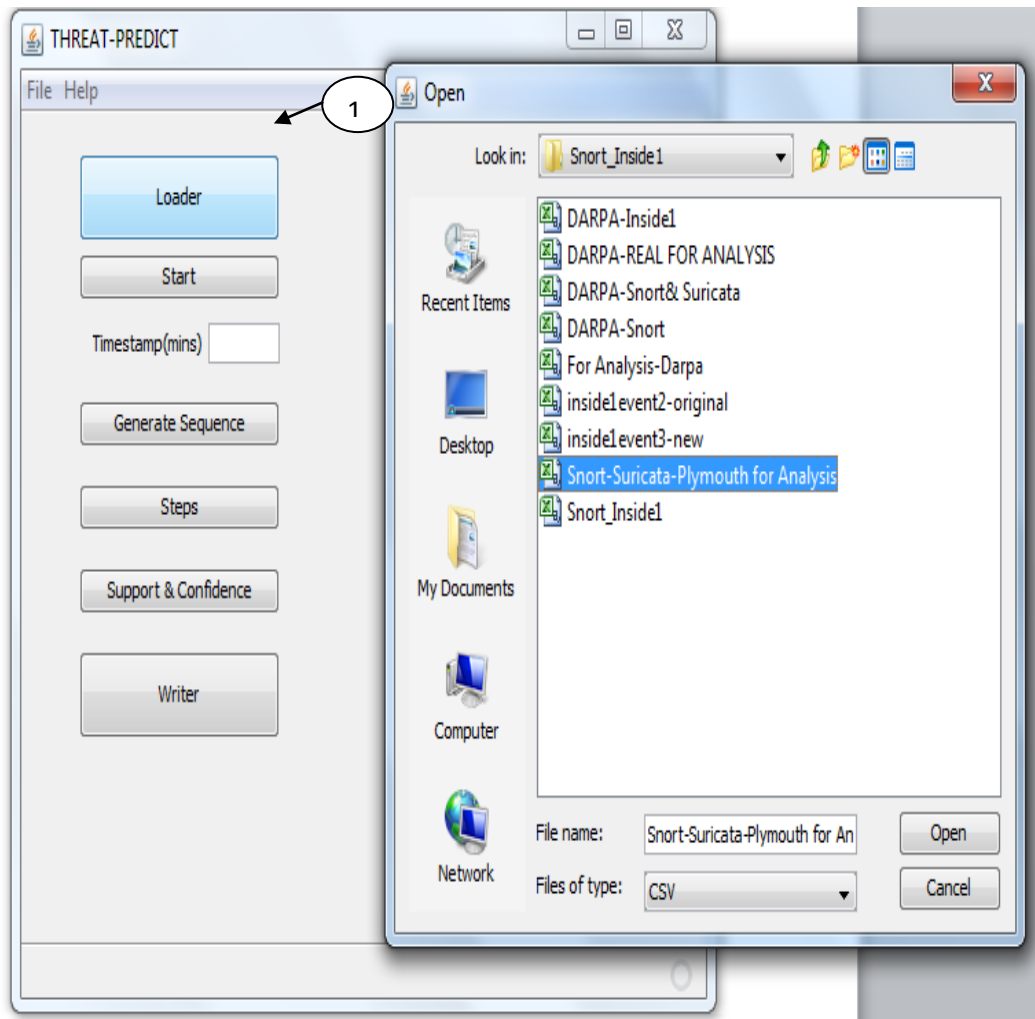 THREAT-PREDICT
File Help
1
Loader
Start
Timestamp(mins)
Generate Sequence
Steps
Support & Confidence
Writer
Open
X
Look in:
Snort_Inside1
Recent Items
Desktop
My Documents
Computer
Network
DARPA-Inside1
DARPA-REAL FOR ANALYSIS
DARPA-Snort& Suricata
DARPA-Snort
For Analysis-Darpa
inside1event2-original
inside1event3-new
Snort-Suricata-Plymouth for Analysis
Snort_Inside1
File name:
Snort-Suricata-Plymouth for An
Open
Files of type:
CSV
Cancel